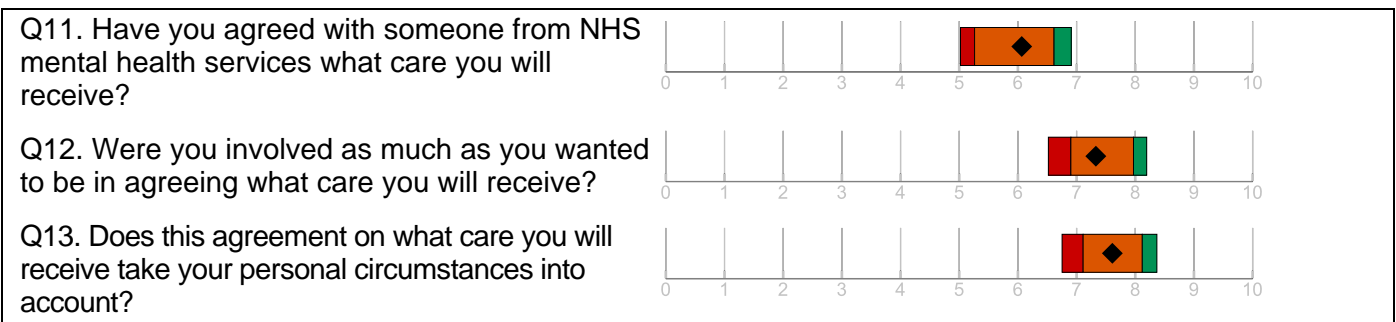 Q11. Have you agreed with someone from NHS
mental health services what care you will
receive?
0 1 2 3 4 5 6 7 8 9 10
Q12. Were you involved as much as you wanted
to be in agreeing what care you will receive?
0 1 2 3 4 5 6 7 8 9 10
Q13. Does this agreement on what care you will
receive take your personal circumstances into
account?
0 1 2 3 4 5 6 7 8 9 10